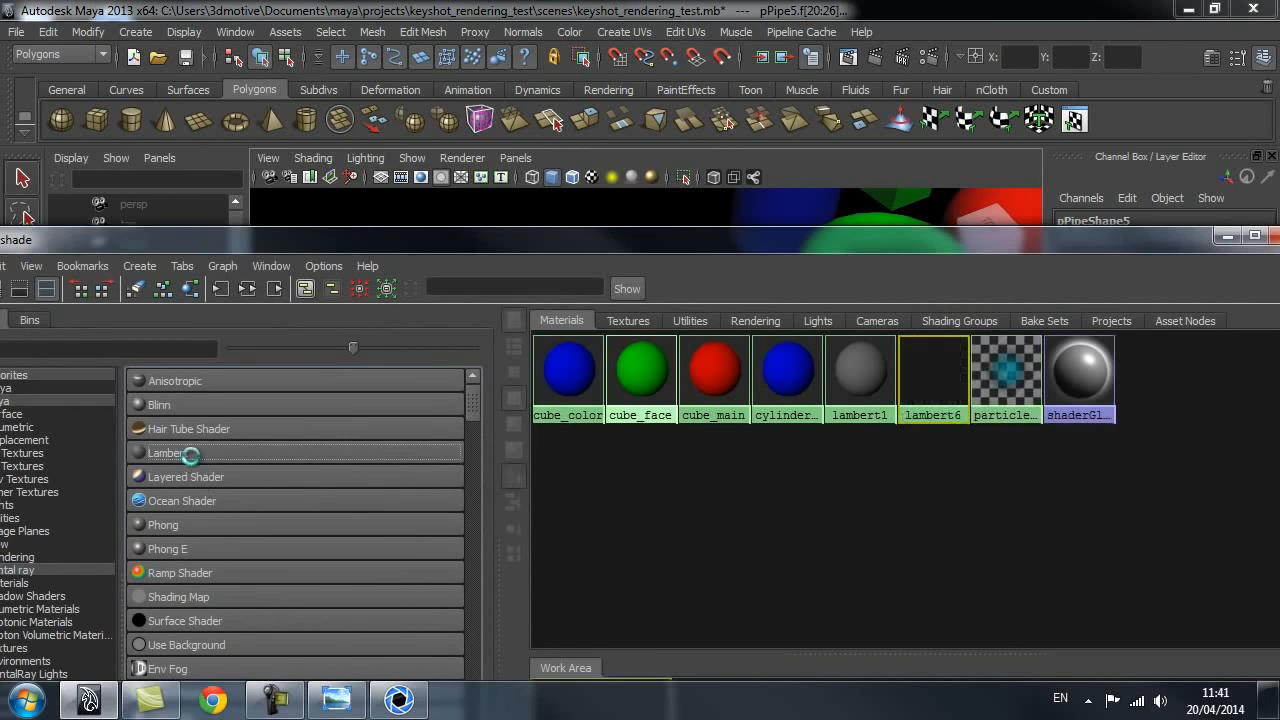 Autodesk Maya 2013 x64: C:\Users\3dmotive\Documents\maya\projects\keyshot_rendering_test\scenes\keyshot_rendering_test.mb* --- pPipe5.f[20:26]...
File Edit Modify Create Display Window Assets Select Mesh Edit Mesh Proxy Normals Color Create UVs Edit UVs Muscle Pipeline Cache Help
Polygons X: Y: Z:
General Curves Surfaces Polygons Subdivs Deformation Animation Dynamics Rendering PaintEffects Toon Muscle Fluids Fur Hair nCloth Custom
Display Show Panels View Shading Lighting Show Renderer Panels Channel Box / Layer Editor
persp Channels Edit Object Show
pPipeShape5
shade
it View Bookmarks Create Tabs Graph Window Options Help
Show
Bins Materials Textures Utilities Rendering Lights Cameras Shading Groups Bake Sets Projects Asset Nodes
orites
ya
ya
rface
umetric
placement
Textures
Textures
v Textures
her Textures
hts
ities
age Planes
w
ndering
ntal ray
aterials
adow Shaders
lumetric Materials
otonic Materials
oton Volumetric Materi...
xtures
vironments
entalRay Lights
Anisotropic
Blinn
Hair Tube Shader
Lamber
Layered Shader
Ocean Shader
Phong
Phong E
Ramp Shader
Shading Map
Surface Shader
Use Background
Env Fog
cube_color cube_face cube_main cylinder... lambert1 lambert6 particle... shaderGl...
Work Area
EN 11:41
20/04/2014